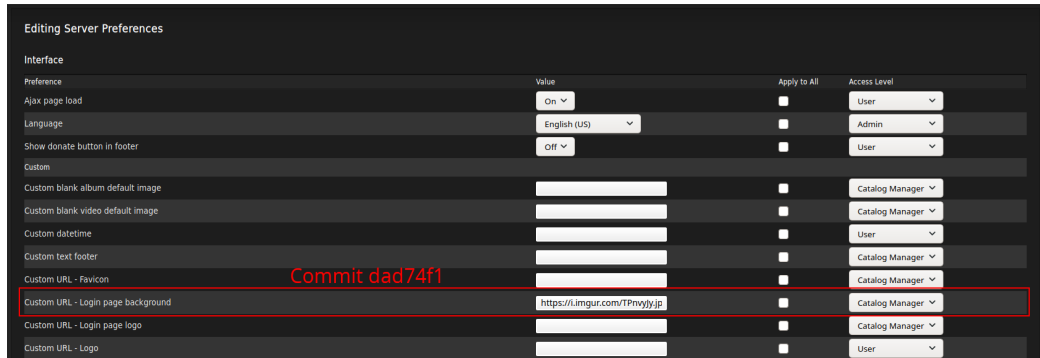 Editing Server Preferences
Interface
Preference Value Apply to All Access Level
Ajax page load On User
Language English (US) Admin
Show donate button in footer Off User
Custom
Custom blank album default image Catalog Manager
Custom blank video default image Catalog Manager
Custom datetime User
Custom text footer Catalog Manager
Commit dad74f1
Custom URL - Favicon Catalog Manager
Custom URL - Login page background https://i.imgur.com/TPnvyJy.jp Catalog Manager
Custom URL - Login page logo Catalog Manager
Custom URL - Logo User